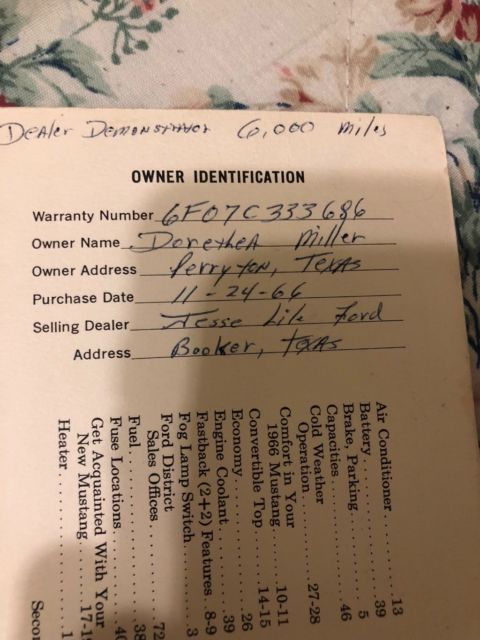 Dealer Demonstrator 6,000 miles
OWNER IDENTIFICATION
Warranty Number 6F07C333686
Owner Name Dorethea Miller
Owner Address Perryton, Texas
Purchase Date 11-24-66
Selling Dealer Jesse Lile Ford
Address Booker, Texas
Air Conditioner 13
Battery 39
Brake, Parking 5
Capacities 46
Cold Weather
Operation 27-28
Comfort in Your
1966 Mustang 10-11
Convertible Top 14-15
Economy 26
Engine Coolant 39
Fastback (2+2) Features 8-9
Fog Lamp Switch 3
Ford District
Sales Offices 72
Fuel 38
Fuse Locations
Get Acquainted With Your
New Mustang
Heater